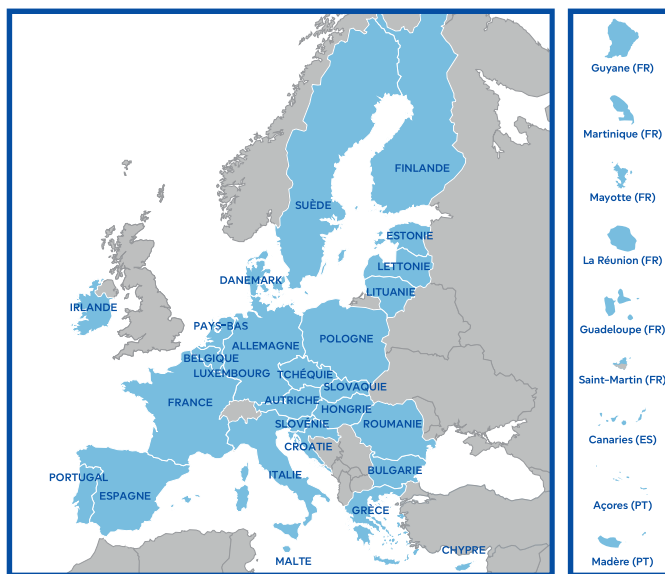 FINLANDE
SUÈDE
ESTONIE
LETTONIE
DANEMARK
LITUANIE
IRLANDE
PAYS-BAS
POLOGNE
ALLEMAGNE
BELGIQUE
LUXEMBOURG
TCHÉQUIE
SLOVAQUIE
AUTRICHE
FRANCE
HONGRIE
SLOVÉNIE
ROUMANIE
CROATIE
BULGARIE
ITALIE
PORTUGAL
ESPAGNE
GRÈCE
CHYPRE
MALTE
Guyane (FR)
Martinique (FR)
Mayotte (FR)
La Réunion (FR)
Guadeloupe (FR)
Saint-Martin (FR)
Canaries (ES)
Açores (PT)
Madère (PT)